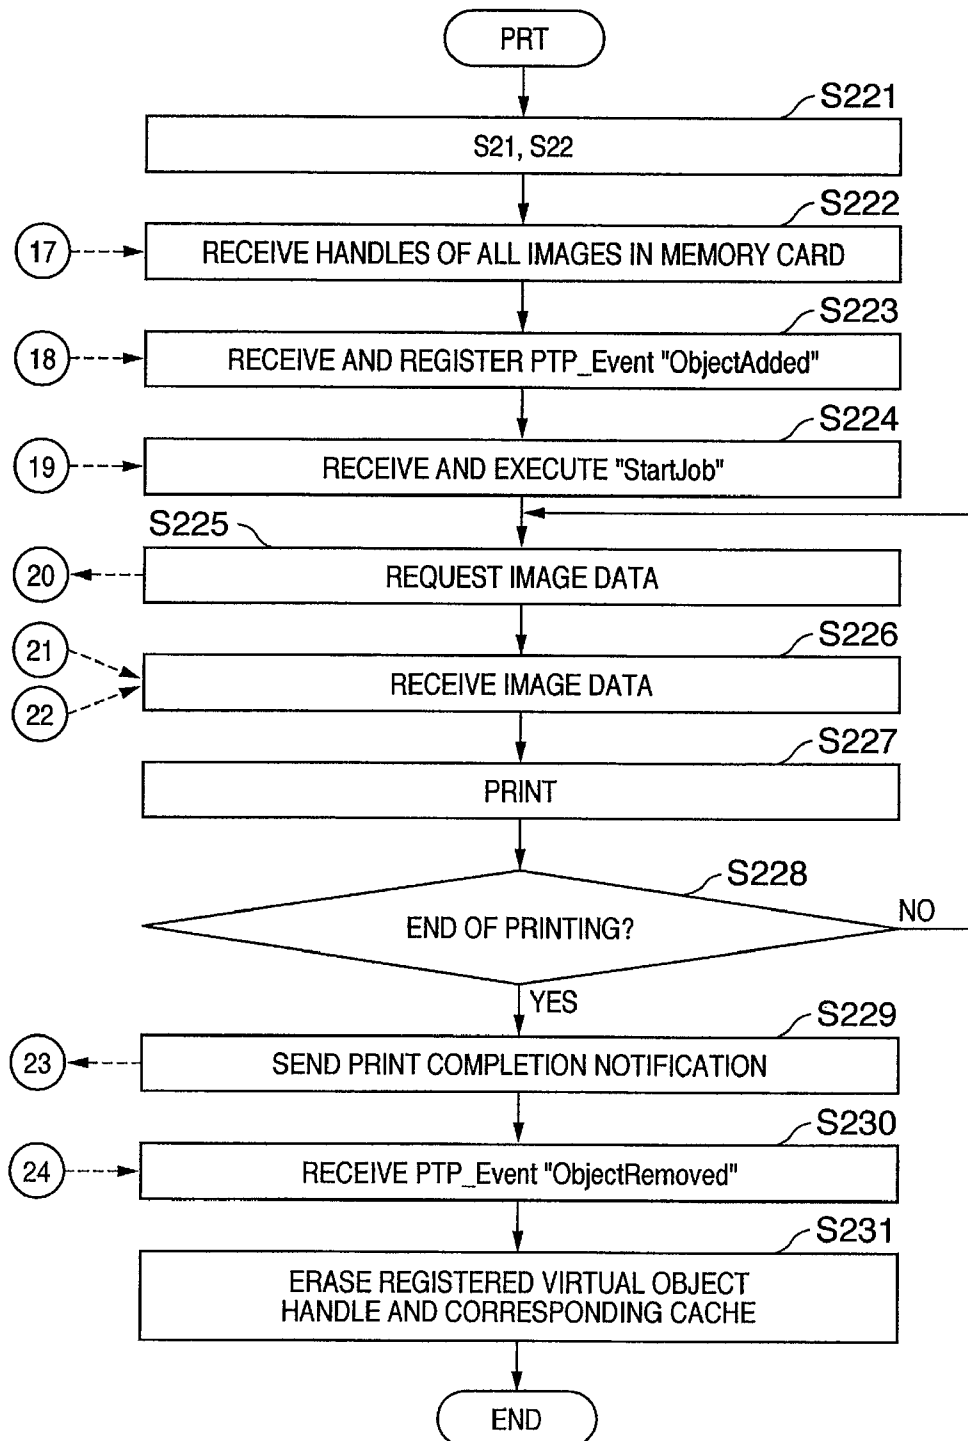 PRT
S221
S21, S22
S222
17
RECEIVE HANDLES OF ALL IMAGES IN MEMORY CARD
S223
18
RECEIVE AND REGISTER PTP_Event "ObjectAdded"
S224
19
RECEIVE AND EXECUTE "StartJob"
S225
20
REQUEST IMAGE DATA
21
S226
RECEIVE IMAGE DATA
22
S227
PRINT
S228
END OF PRINTING?
NO
YES
S229
23
SEND PRINT COMPLETION NOTIFICATION
S230
24
RECEIVE PTP_Event "ObjectRemoved"
S231
ERASE REGISTERED VIRTUAL OBJECT
HANDLE AND CORRESPONDING CACHE
END